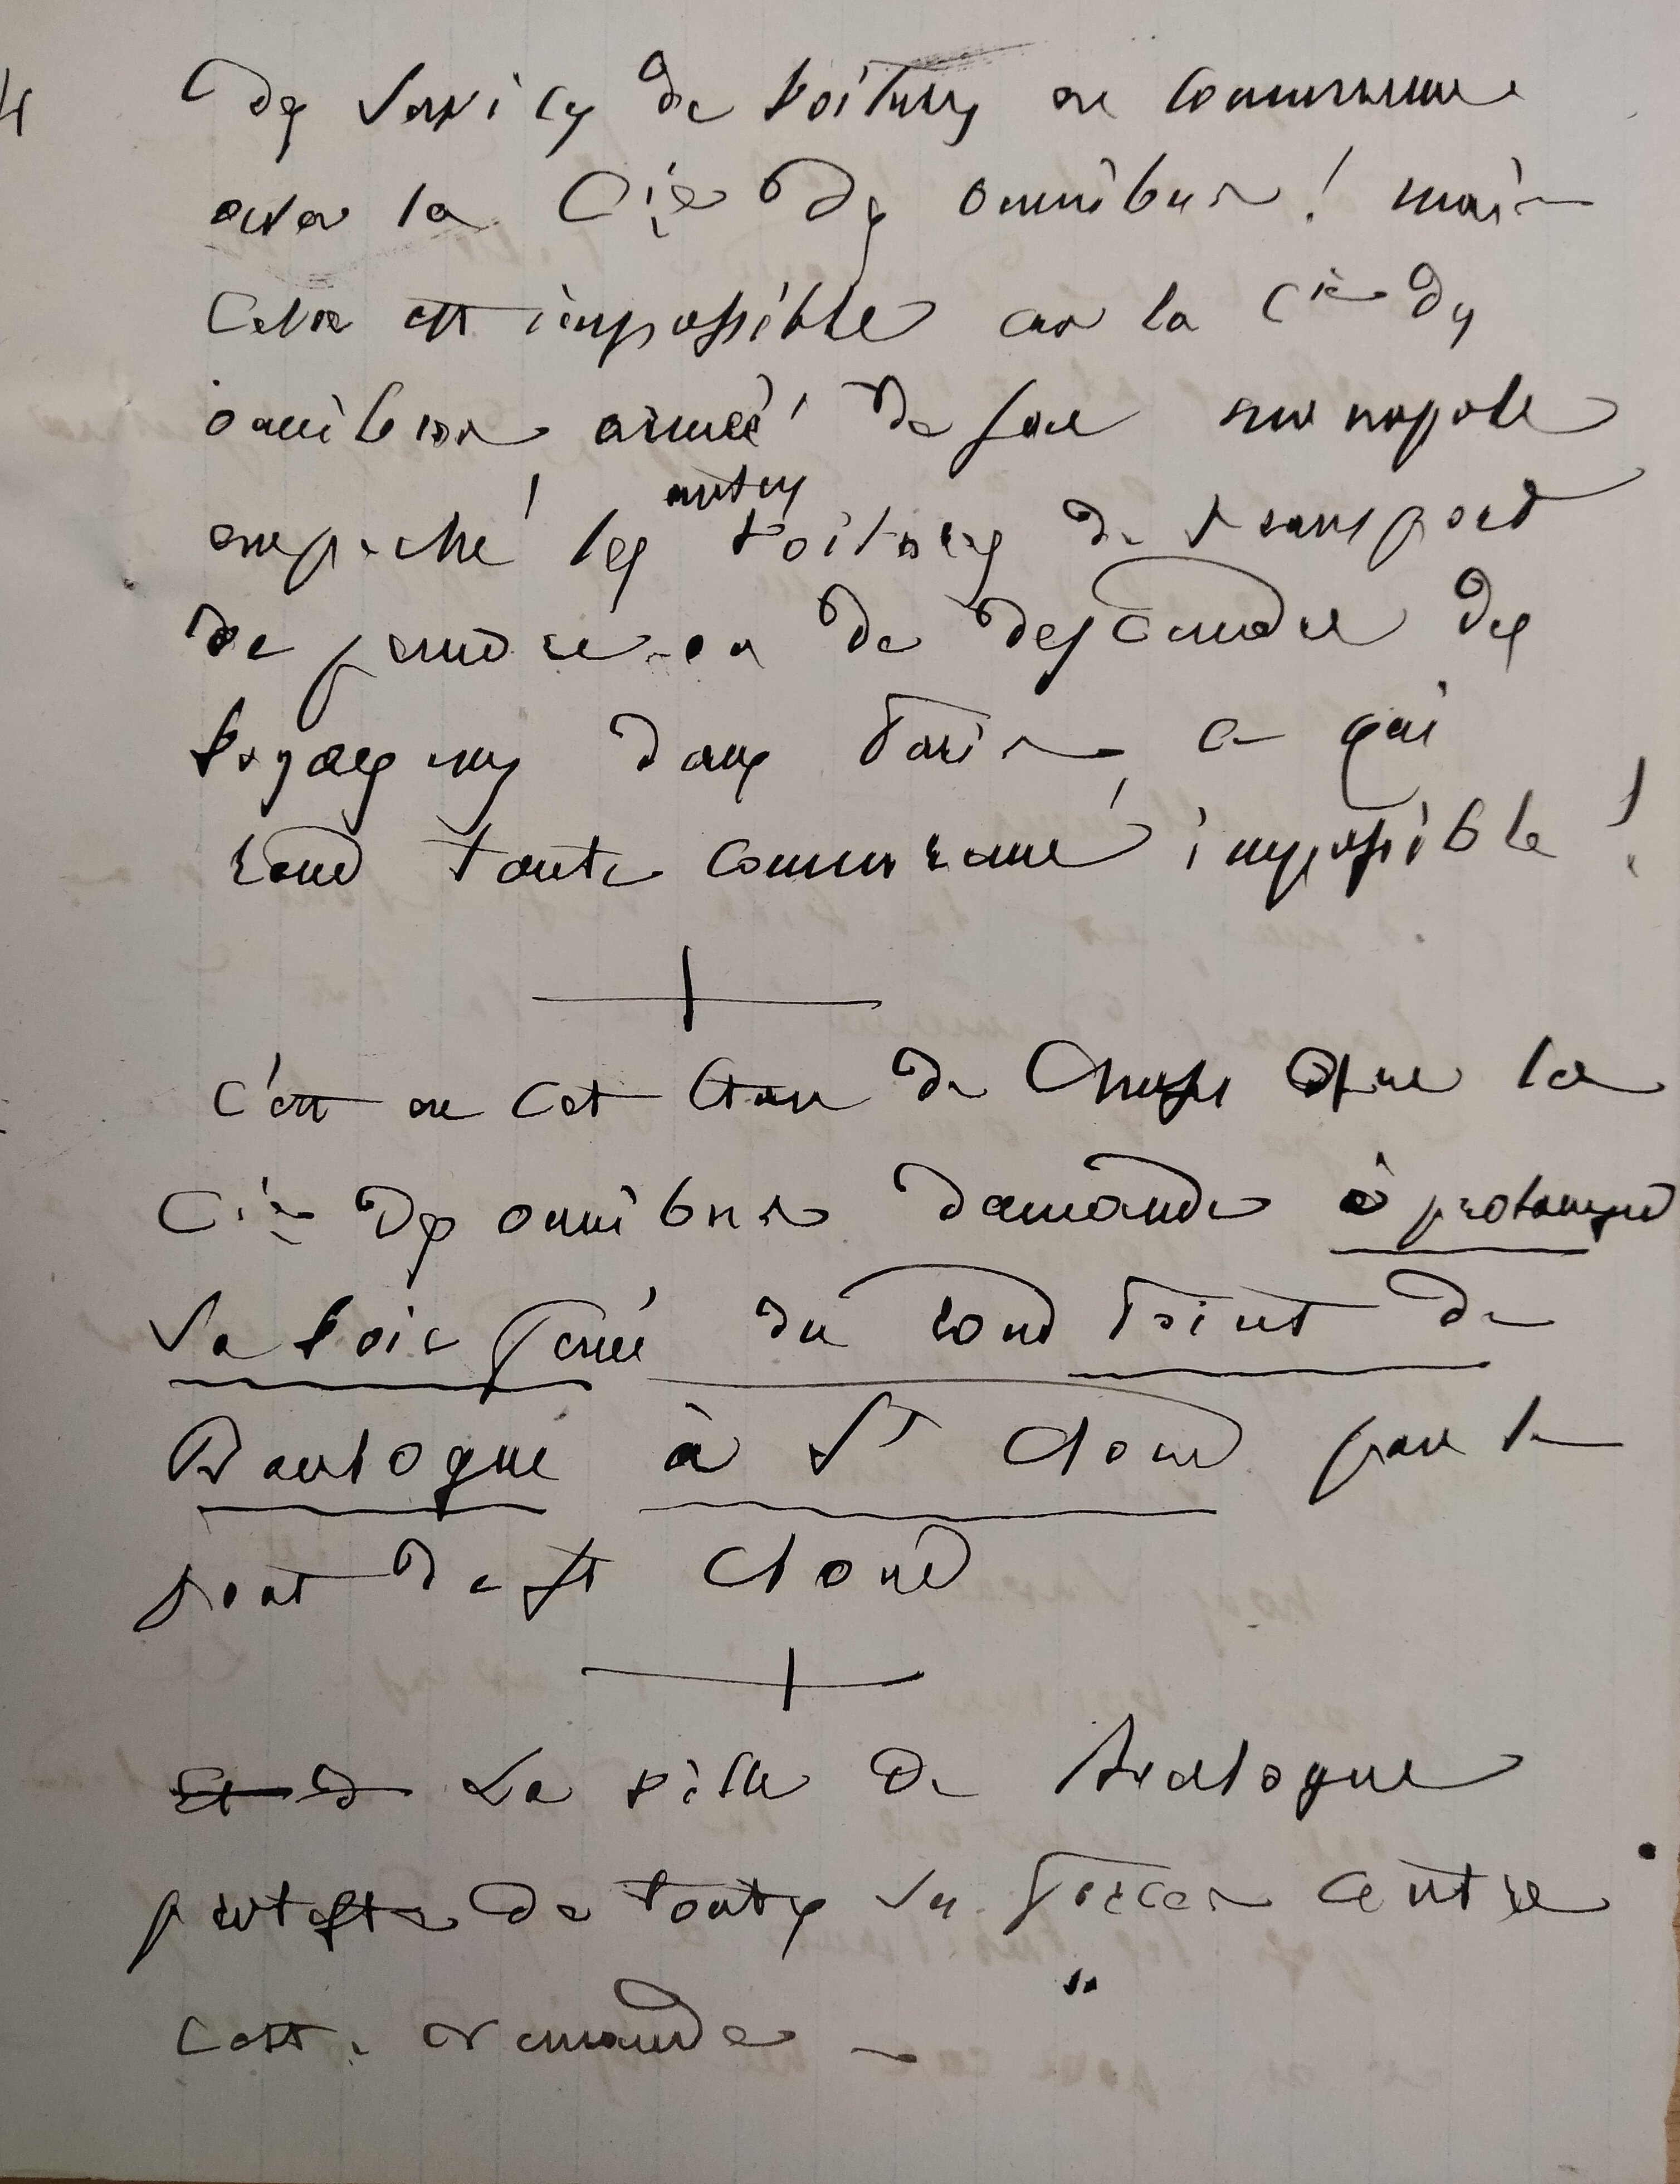 4
des services de voitures en commun
avec la Cie des omnibus ! mais
Cela est impossible car la Cie des
omnibus armée de son monopole
empeche les autres voitures de transport
de prendre ou de descendre des
voyageurs dans Paris ce qui
rend toute concurrence impossible !
C'est en cet état de Choses que la
Cie des omnibus demande à prolonger
sa voie ferrée du rond Point de
Boulogne à St Cloud par le
pont de St Cloud
La ville de Boulogne
proteste de toutes ses forces contre
cette demande